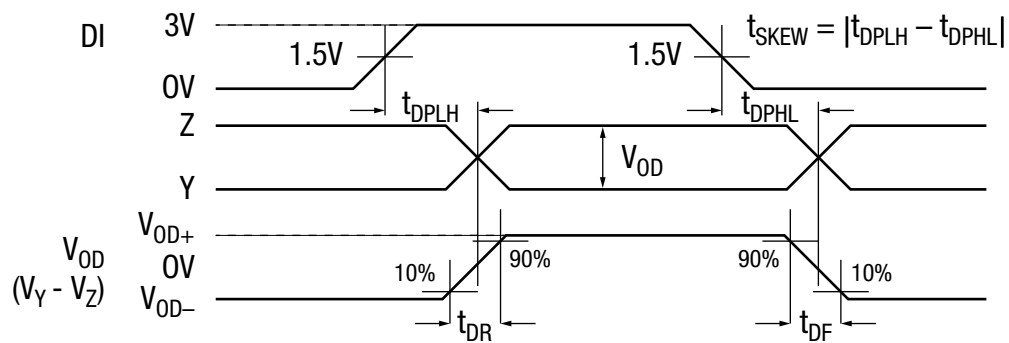 DI
3V
1.5V
0V
1.5V
tSKEW = |tDPLH – tDPHL|
tDPLH
tDPHL
Z
Y
VOD
VOD
(VY - VZ)
VOD+
0V
VOD–
10%
90%
90%
10%
tDR
tDF